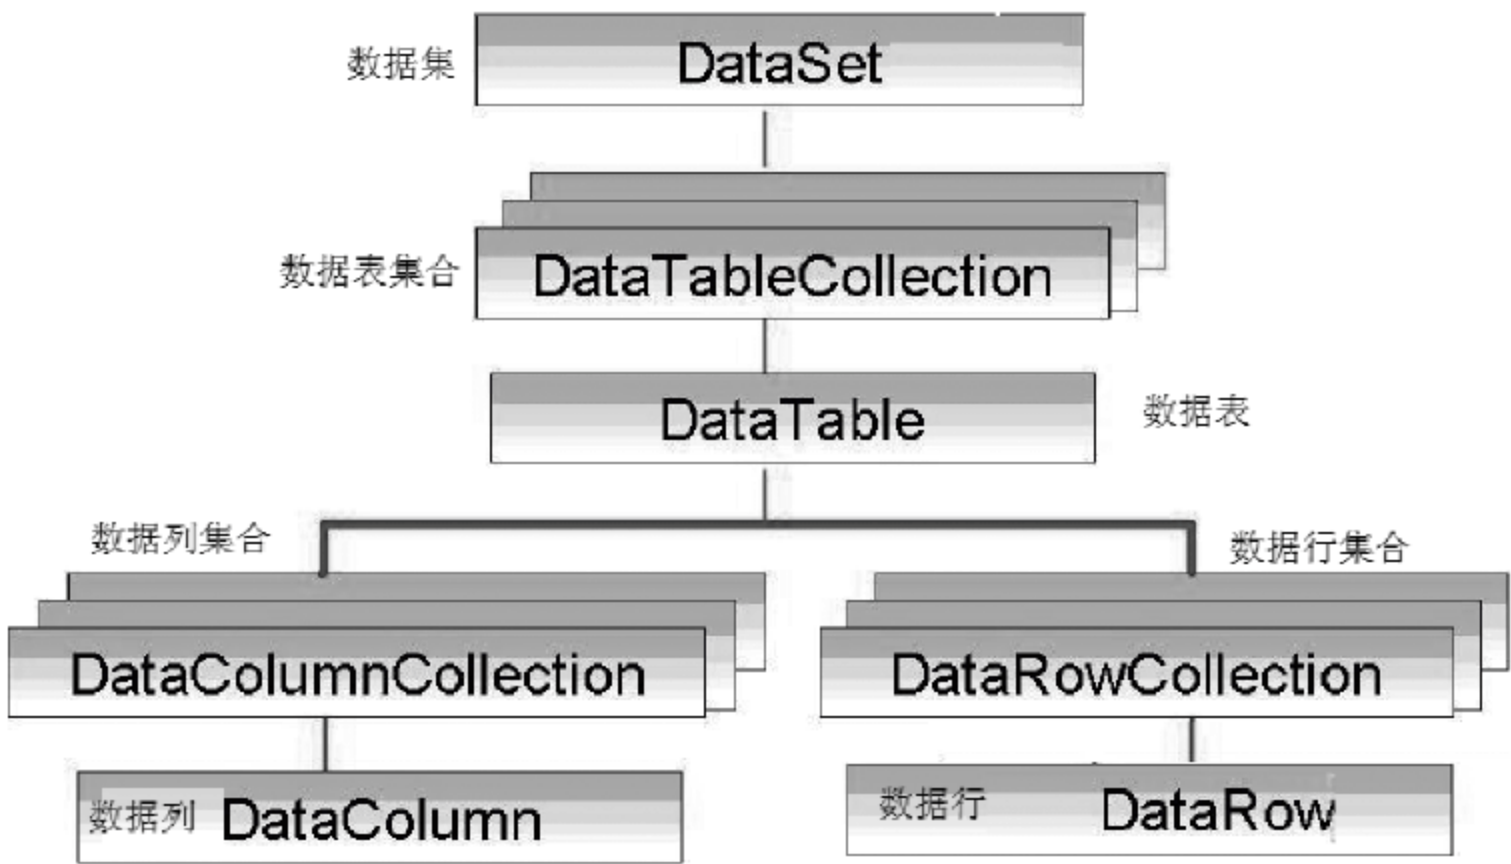 数据集
DataSet
数据表集合
DataTableCollection
DataTable
数据表
数据列集合
数据行集合
DataColumnCollection
DataRowCollection
数据列 DataColumn
数据行 DataRow